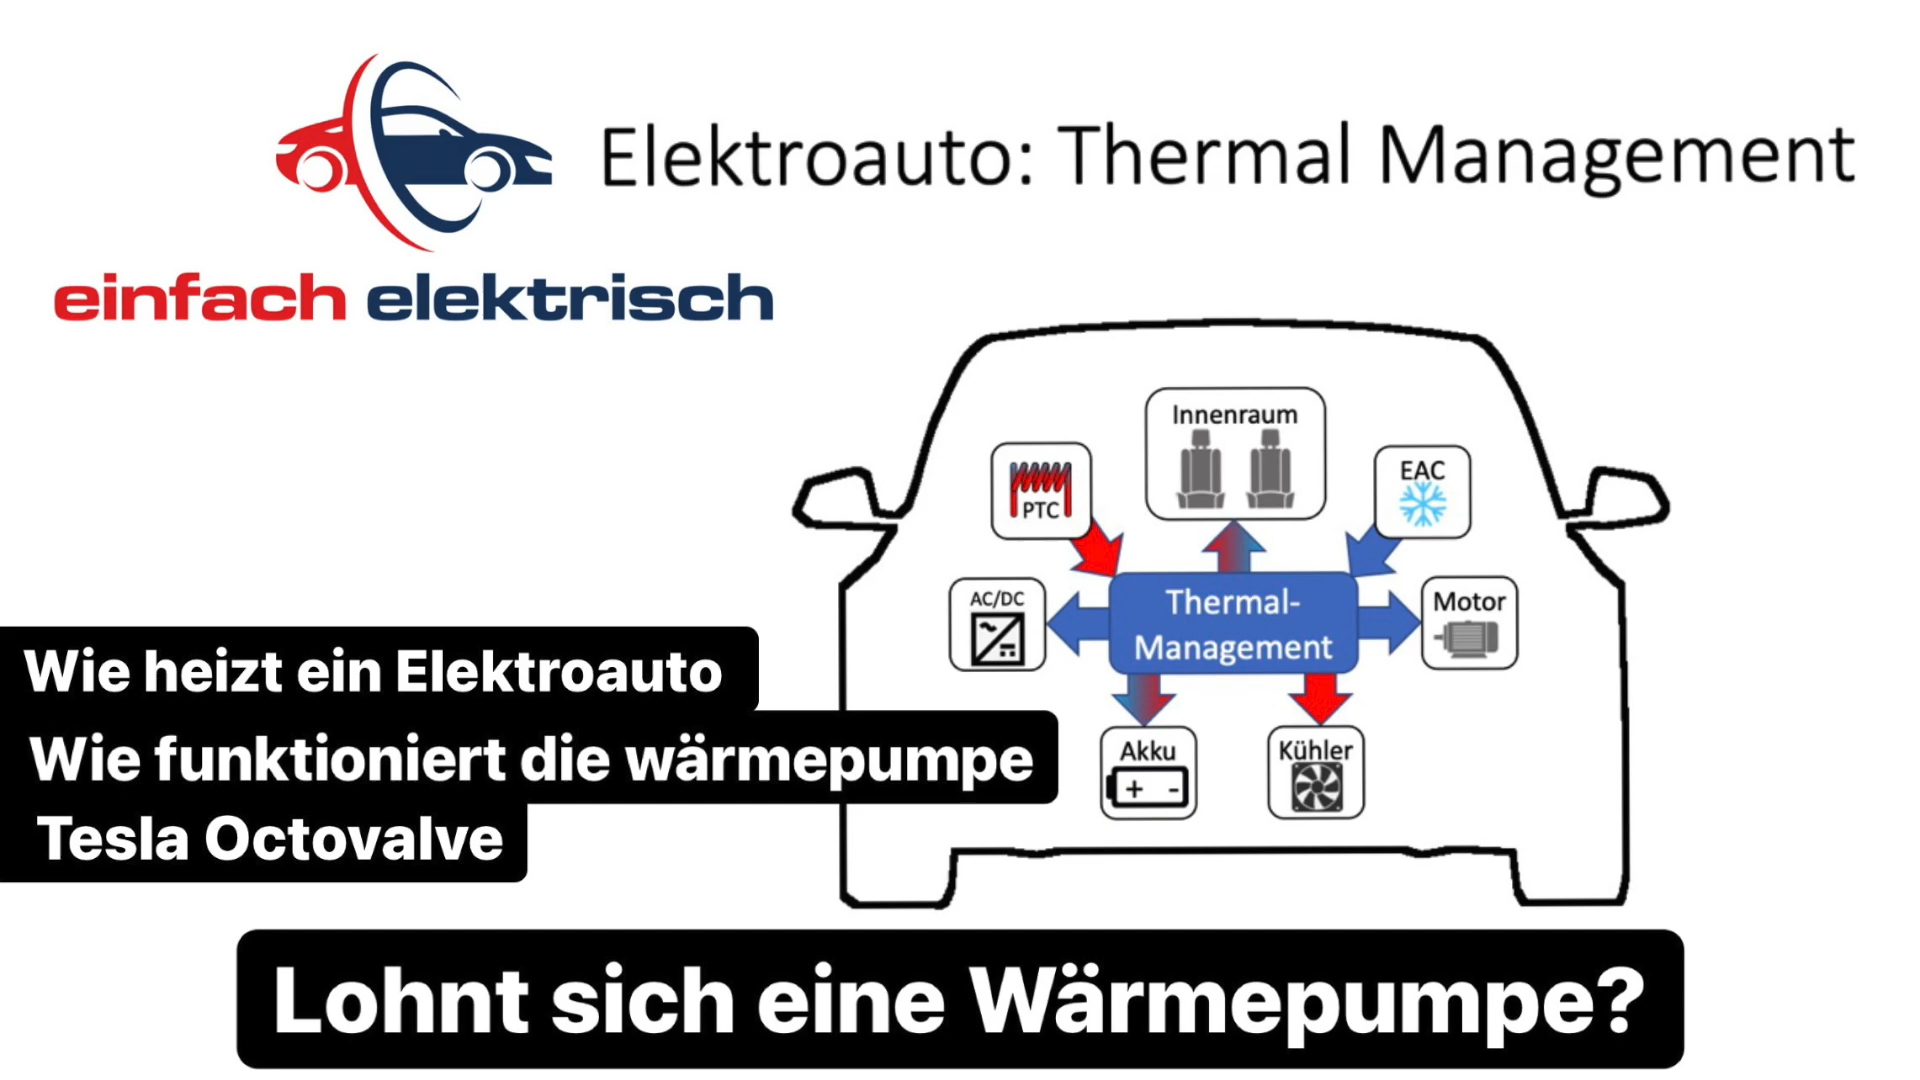 Elektroauto: Thermal Management
einfach elektrisch
Innenraum
PTC
EAC
AC/DC
Thermal-
Management
Motor
Akku
+ -
Kühler
Wie heizt ein Elektroauto
Wie funktioniert die wärmepumpe
Tesla Octovalve
Lohnt sich eine Wärmepumpe?